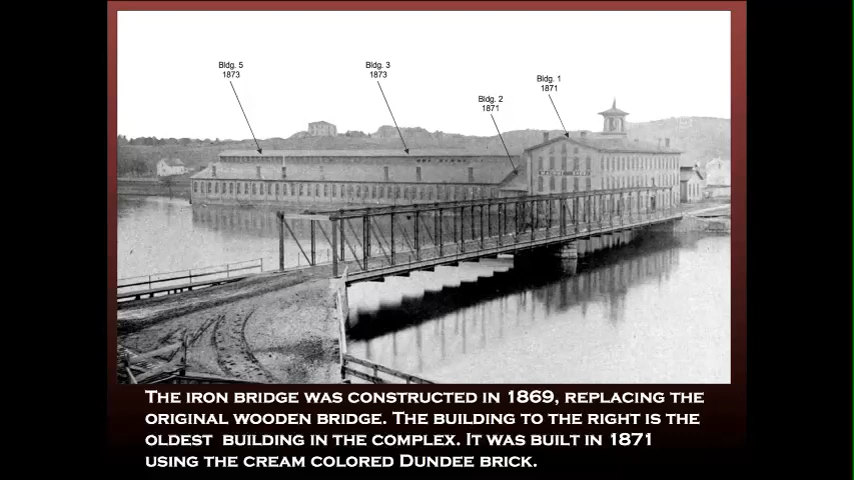 Bldg. 5
1873
Bldg. 3
1873
Bldg. 2
1871
Bldg. 1
1871
THE IRON BRIDGE WAS CONSTRUCTED IN 1869, REPLACING THE
ORIGINAL WOODEN BRIDGE. THE BUILDING TO THE RIGHT IS THE
OLDEST BUILDING IN THE COMPLEX. IT WAS BUILT IN 1871
USING THE CREAM COLORED DUNDEE BRICK.